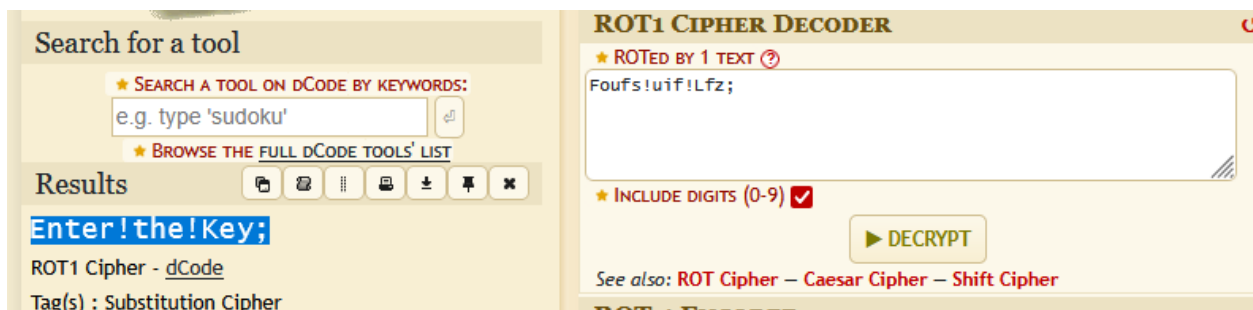 Search for a tool
★ SEARCH A TOOL ON DCODE BY KEYWORDS:
e.g. type 'sudoku'
★ BROWSE THE FULL DCODE TOOLS' LIST
Results
Enter!the!Key;
ROT1 Cipher - dCode
Tag(s) : Substitution Cipher
ROT1 CIPHER DECODER
★ ROTED BY 1 TEXT ?
Foufs!uif!Lfz;
★ INCLUDE DIGITS (0-9)
▶ DECRYPT
See also: ROT Cipher — Caesar Cipher — Shift Cipher